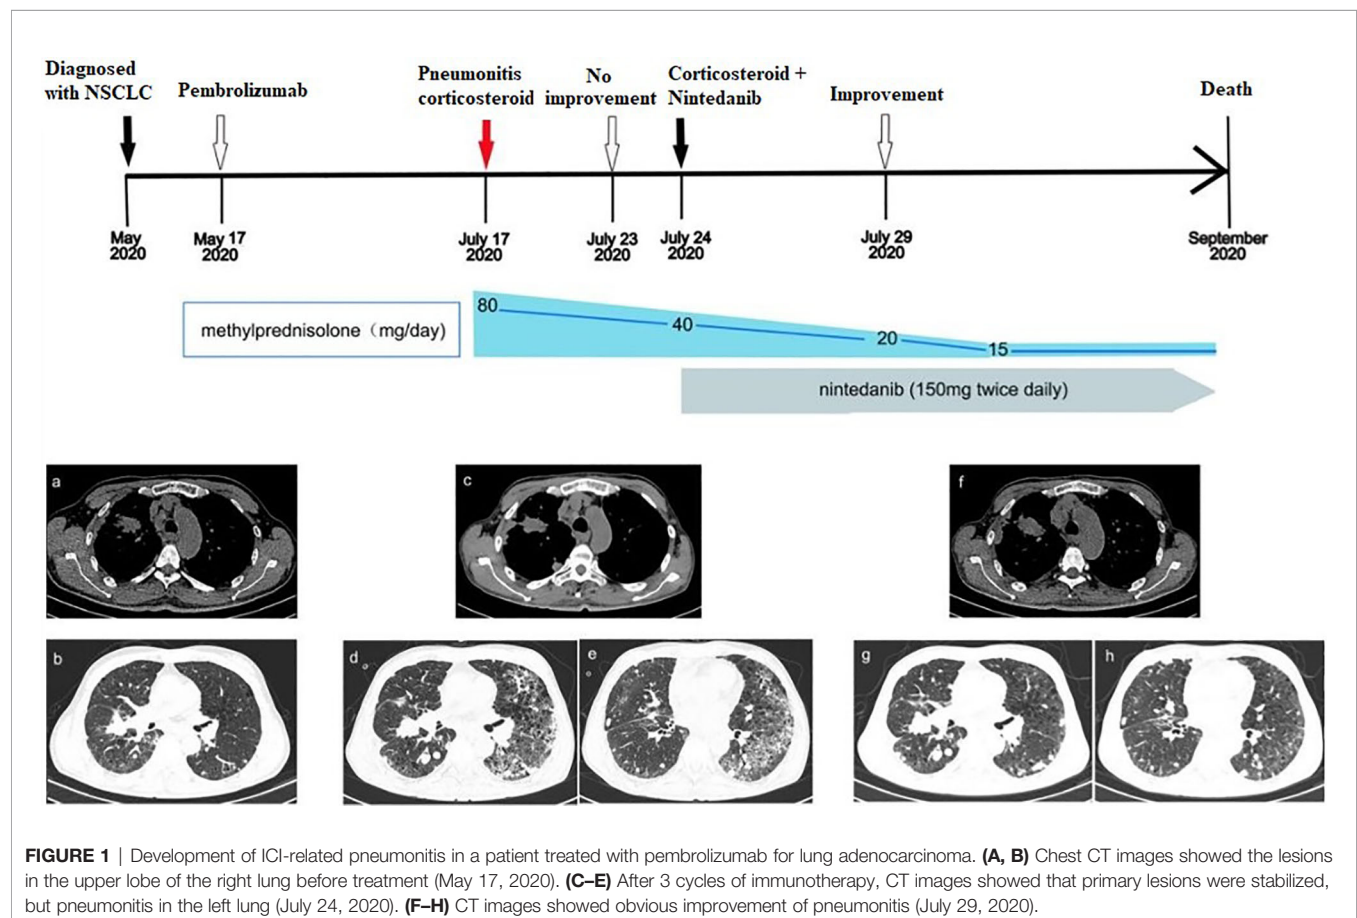 Diagnosed
with NSCLC
Pembrolizumab
Pneumonitis
corticosteroid
No
improvement
Corticosteroid +
Nintedanib
Improvement
Death
May
2020
May 17
2020
July 17
2020
July 23
2020
July 24
2020
July 29
2020
September
2020
methylprednisolone（mg/day)
80
40
20
15
nintedanib (150mg twice daily)
a
c
f
b
d
e
g
h
FIGURE 1 | Development of ICI-related pneumonitis in a patient treated with pembrolizumab for lung adenocarcinoma. (A, B) Chest CT images showed the lesions
in the upper lobe of the right lung before treatment (May 17, 2020). (C–E) After 3 cycles of immunotherapy, CT images showed that primary lesions were stabilized,
but pneumonitis in the left lung (July 24, 2020). (F–H) CT images showed obvious improvement of pneumonitis (July 29, 2020).